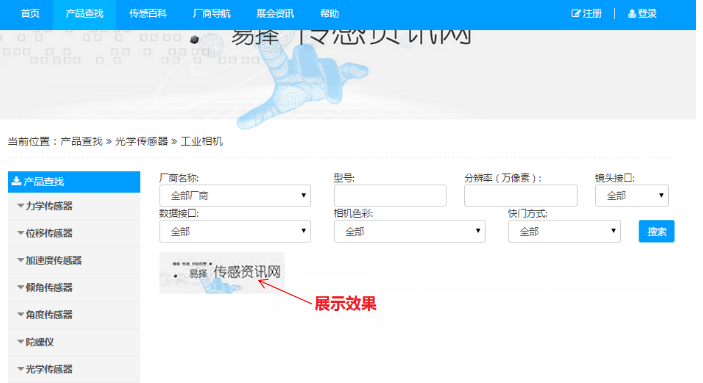 首页 产品查找 传感百科 厂商导航 展会资讯 帮助 注册 | 登录
易择 传感资讯网
当前位置：产品查找 » 光学传感器 » 工业相机
产品查找
力学传感器
位移传感器
加速度传感器
倾角传感器
角度传感器
陀螺仪
光学传感器
厂商名称: 型号: 分辨率（万像素）: 镜头接口:
全部厂商 全部
数据接口: 相机色彩: 快门方式:
全部 全部 全部 搜索
易择 传感资讯网
展示效果